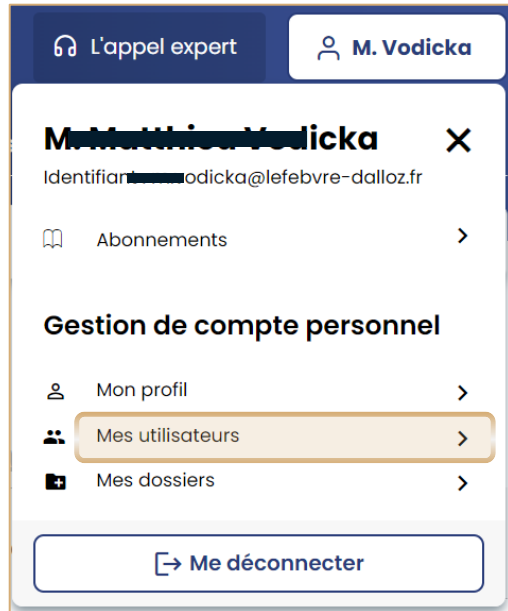 L'appel expert
M. Vodicka
M. icka
Identifian odicka@lefebvre-dalloz.fr
Abonnements
Gestion de compte personnel
Mon profil
Mes utilisateurs
Mes dossiers
Me déconnecter